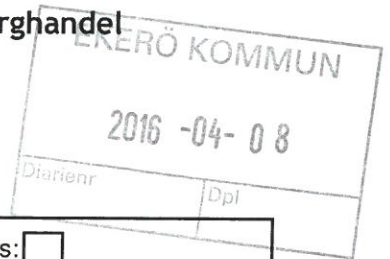 rghandel
EKERÖ KOMMUN
2016 -04- 08
Diarienr
Dpl
s: